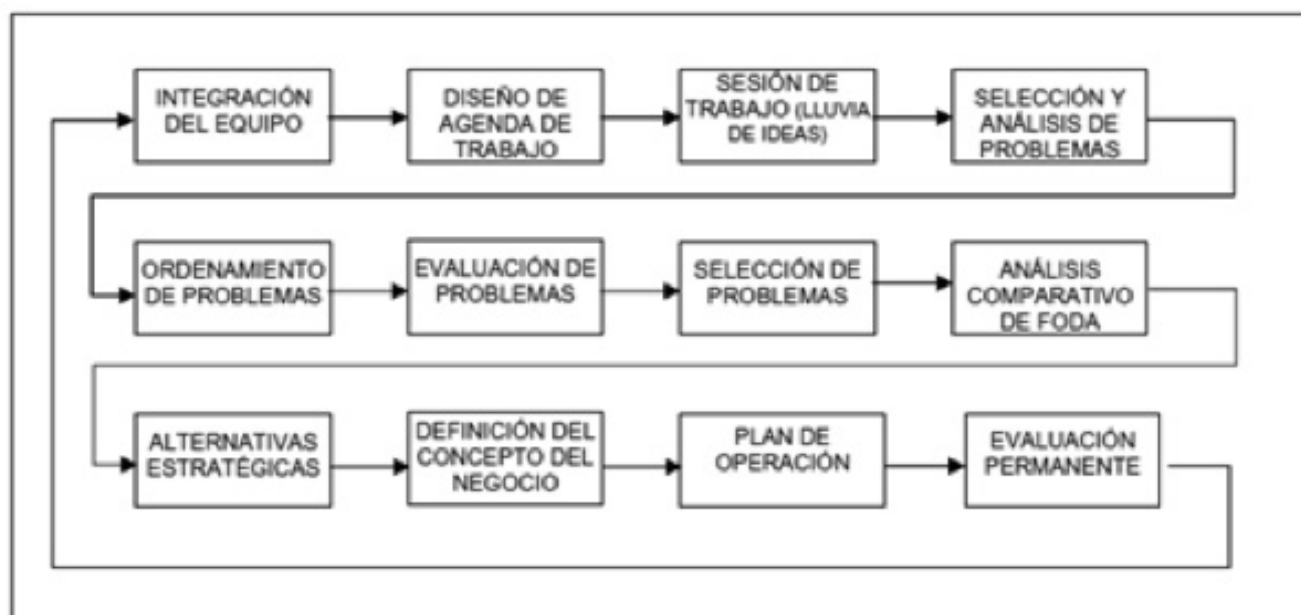 INTEGRACIÓN
DEL EQUIPO
DISEÑO DE
AGENDA DE
TRABAJO
SESIÓN DE
TRABAJO (LLUVIA
DE IDEAS)
SELECCIÓN Y
ANÁLISIS DE
PROBLEMAS
ORDENAMIENTO
DE PROBLEMAS
EVALUACIÓN DE
PROBLEMAS
SELECCIÓN DE
PROBLEMAS
ANÁLISIS
COMPARATIVO
DE FODA
ALTERNATIVAS
ESTRATÉGICAS
DEFINICIÓN DEL
CONCEPTO DEL
NEGOCIO
PLAN DE
OPERACIÓN
EVALUACIÓN
PERMANENTE